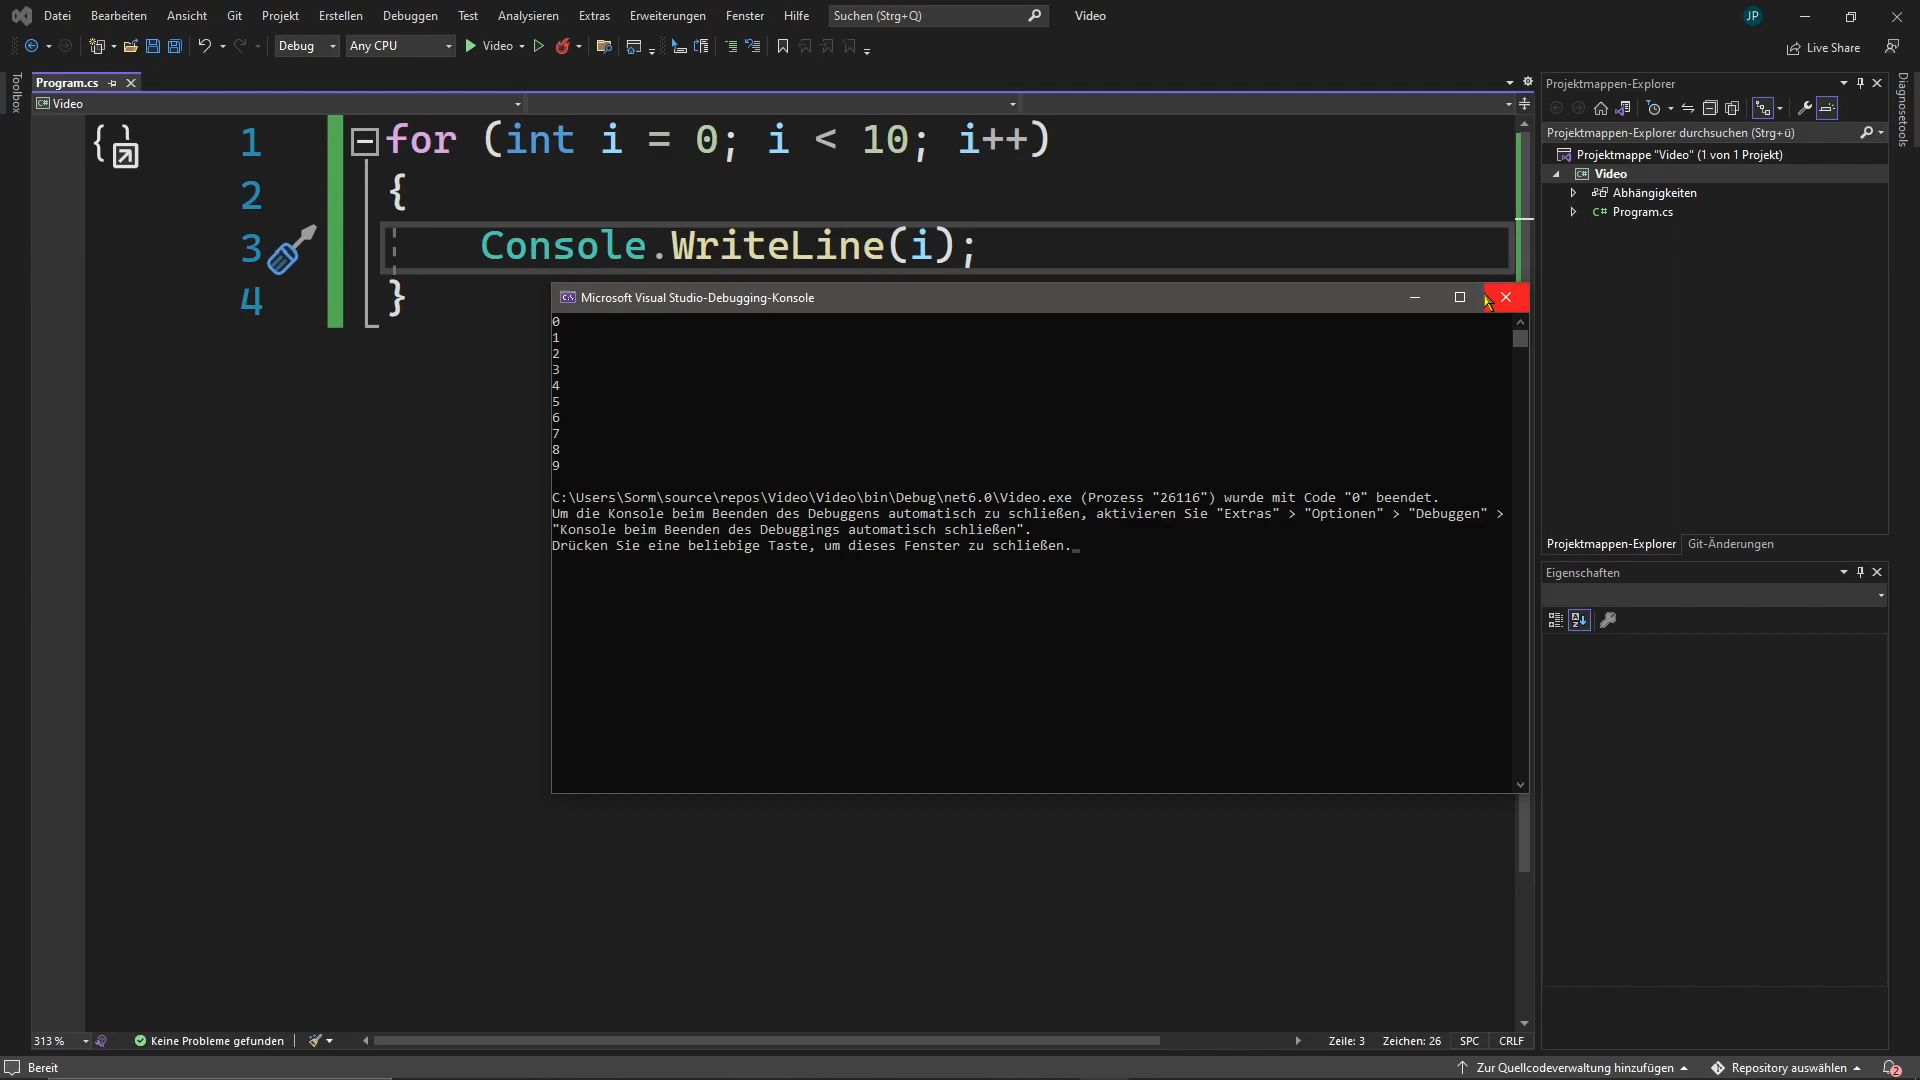 Datei Bearbeiten Ansicht Git Projekt Erstellen Debuggen Test Analysieren Extras Erweiterungen Fenster Hilfe Suchen (Strg+Q) Video JP
Debug Any CPU Video Live Share
Toolbox
Program.cs
C# Video
1 for (int i = 0; i < 10; i++)
2 {
3 Console.WriteLine(i);
4 }
Microsoft Visual Studio-Debugging-Konsole
0
1
2
3
4
5
6
7
8
9
C:\Users\Sorm\source\repos\Video\Video\bin\Debug\net6.0\Video.exe (Prozess "26116") wurde mit Code "0" beendet.
Um die Konsole beim Beenden des Debuggens automatisch zu schließen, aktivieren Sie "Extras" > "Optionen" > "Debuggen" >
"Konsole beim Beenden des Debuggings automatisch schließen".
Drücken Sie eine beliebige Taste, um dieses Fenster zu schließen.
Projektmappen-Explorer
Projektmappen-Explorer durchsuchen (Strg+ü)
Projektmappe "Video" (1 von 1 Projekt)
C# Video
Abhängigkeiten
C# Program.cs
Projektmappen-Explorer Git-Änderungen
Eigenschaften
Diagnosetools
313 % Keine Probleme gefunden Zeile: 3 Zeichen: 26 SPC CRLF
Bereit Zur Quellcodeverwaltung hinzufügen Repository auswählen 2